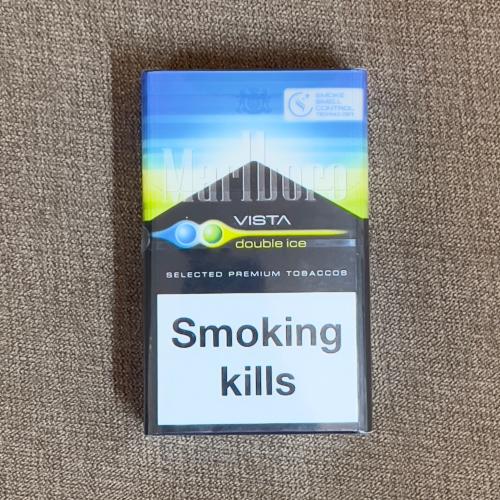 SMOKE
SMELL
CONTROL
TECHNOLOGY
Marlboro
VISTA
double ice
SELECTED PREMIUM TOBACCOS
Smoking
kills